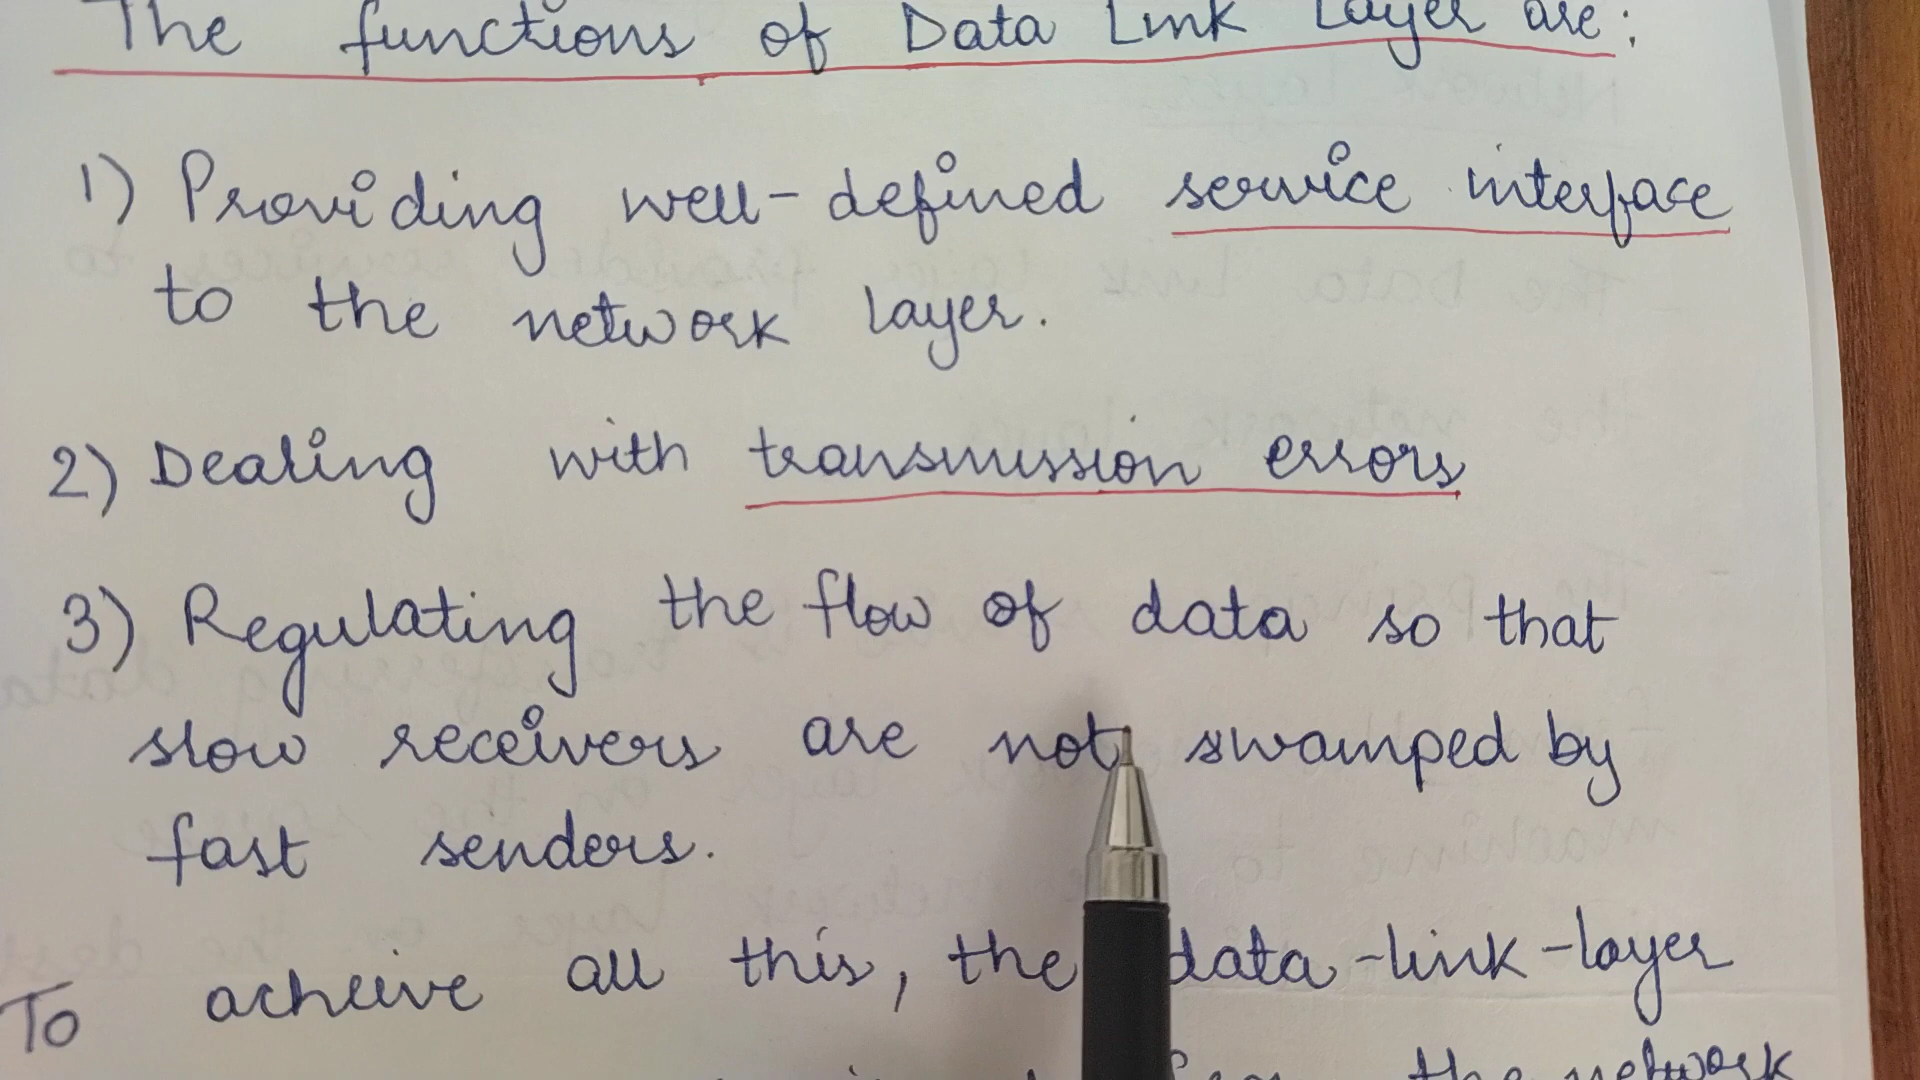 The functions of Data Link Layer are:
1) Providing well-defined service interface
to the network layer.
2) Dealing with transmission errors
3) Regulating the flow of data so that
slow receivers are not swamped by
fast senders.
To acheive all this, the data-link-layer
the network